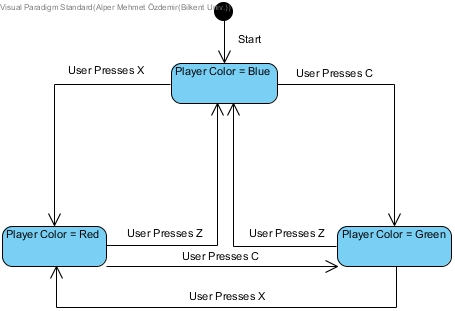 Visual Paradigm Standard(Alper Mehmet Özdemir(Bilkent Univ.))
Start
Player Color = Blue
User Presses X
User Presses C
Player Color = Red
User Presses Z
User Presses Z
Player Color = Green
User Presses C
User Presses X